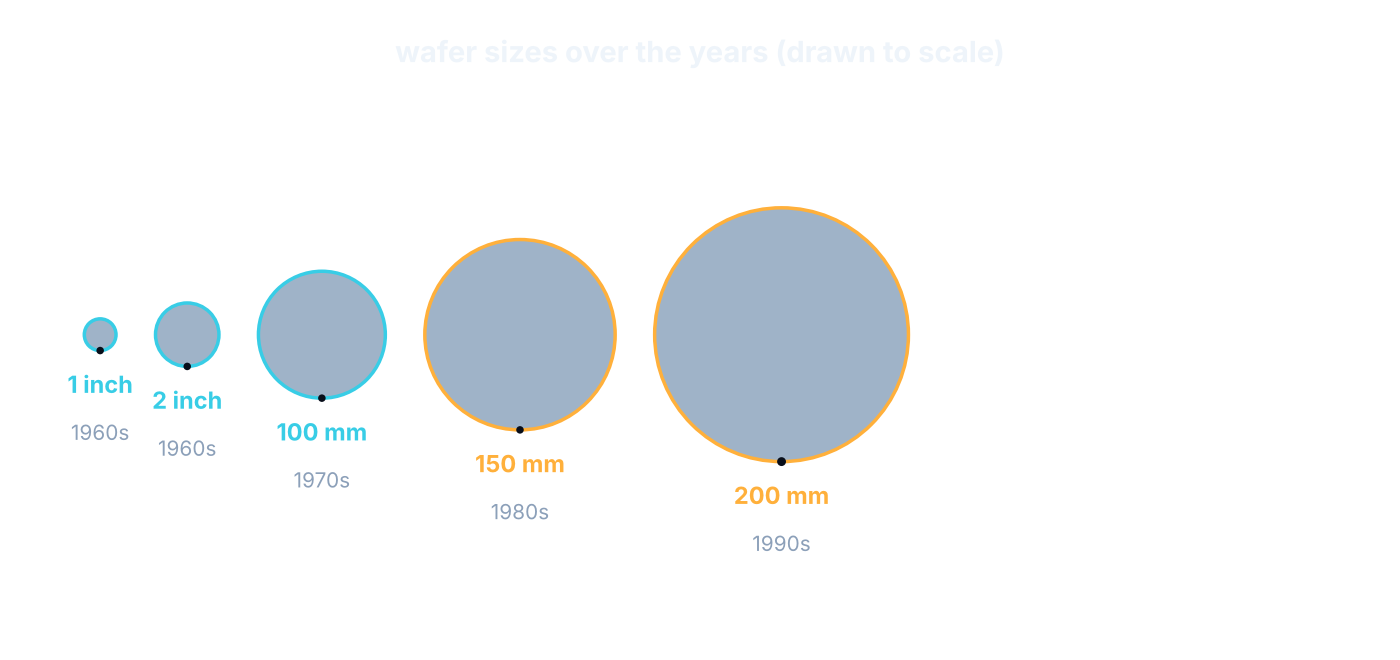 wafer sizes over the years (drawn to scale)
1 inch
1960s
2 inch
1960s
100 mm
1970s
150 mm
1980s
200 mm
1990s